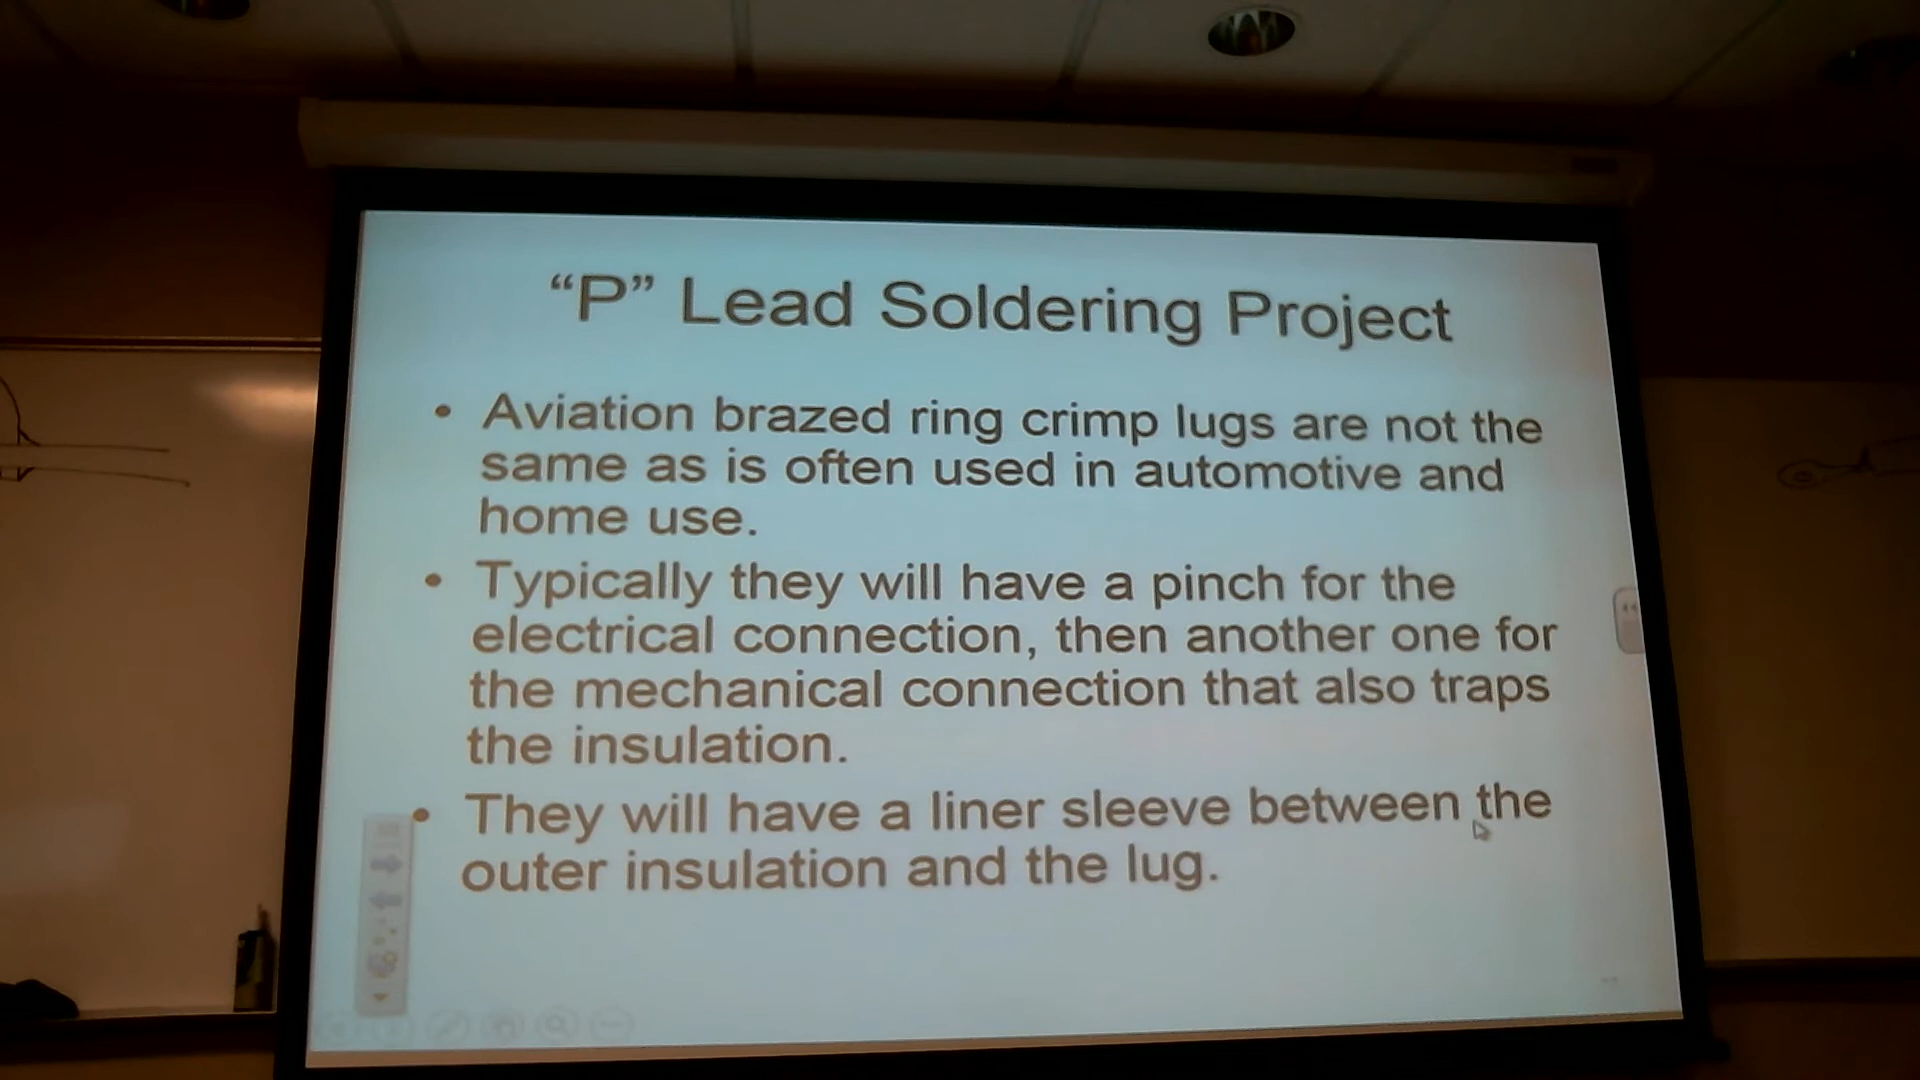 “P” Lead Soldering Project
• Aviation brazed ring crimp lugs are not the
same as is often used in automotive and
home use.
• Typically they will have a pinch for the
electrical connection, then another one for
the mechanical connection that also traps
the insulation.
• They will have a liner sleeve between the
outer insulation and the lug.